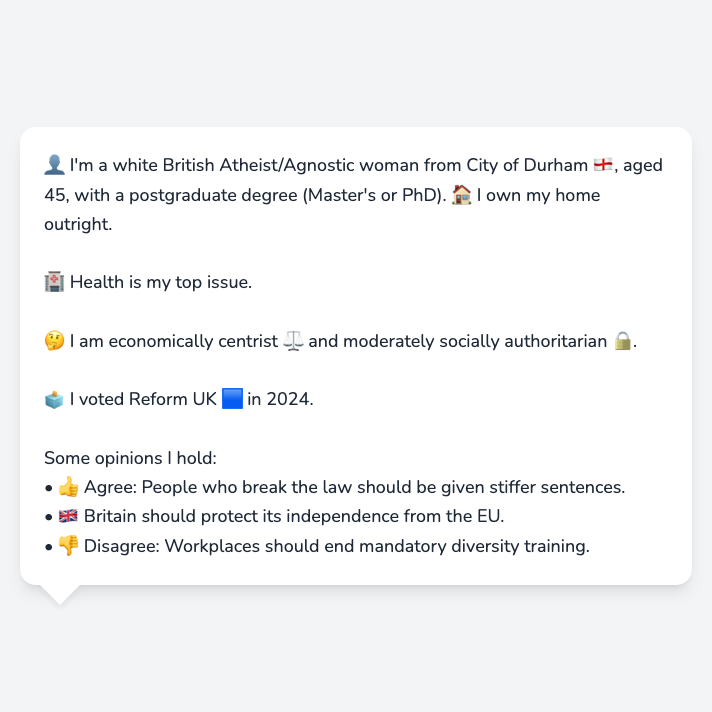 👤 I'm a white British Atheist/Agnostic woman from City of Durham 🏴󠁧󠁢󠁥󠁮󠁧󠁿, aged
45, with a postgraduate degree (Master's or PhD). 🏠 I own my home
outright.
🏥 Health is my top issue.
🤔 I am economically centrist ⚖️ and moderately socially authoritarian 🔒.
🗳️ I voted Reform UK 🟦 in 2024.
Some opinions I hold:
• 👍 Agree: People who break the law should be given stiffer sentences.
• 🇬🇧 Britain should protect its independence from the EU.
• 👎 Disagree: Workplaces should end mandatory diversity training.